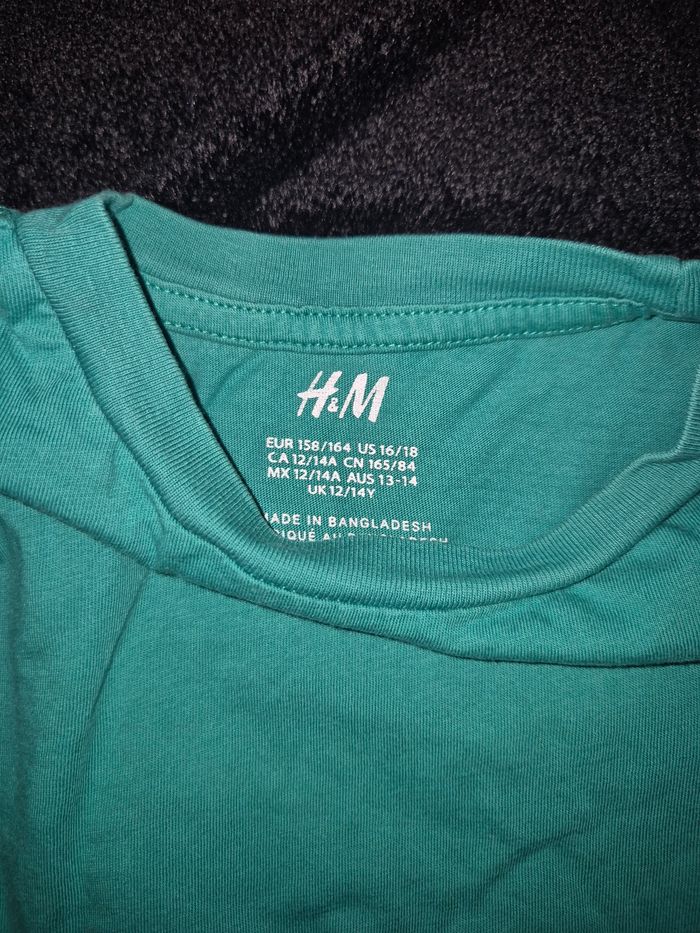 H&M
EUR 158/164 US 16/18
CA 12/14A CN 165/84
MX 12/14A AUS 13-14
UK 12/14Y
MADE IN BANGLADESH